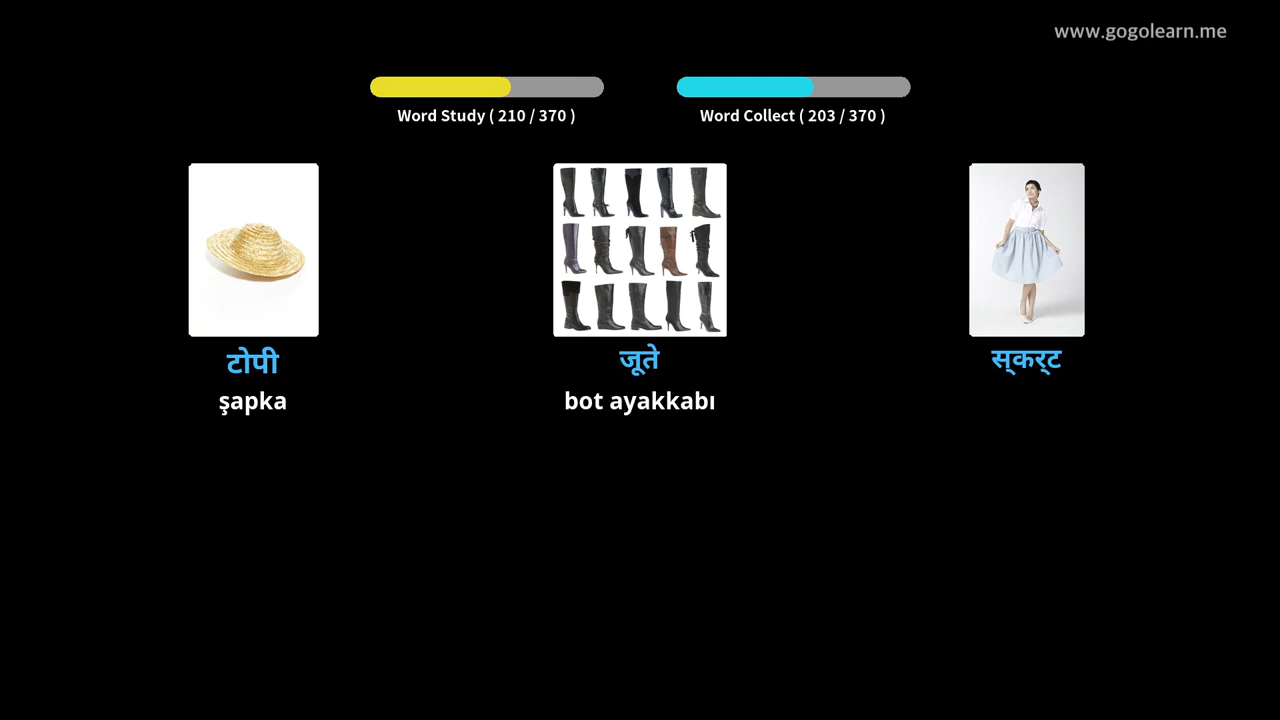 www.gogolearn.me
Word Study ( 210 / 370 )
Word Collect ( 203 / 370 )
टोपी
जूते
स्‌कर्‌ट
şapka
bot ayakkabı